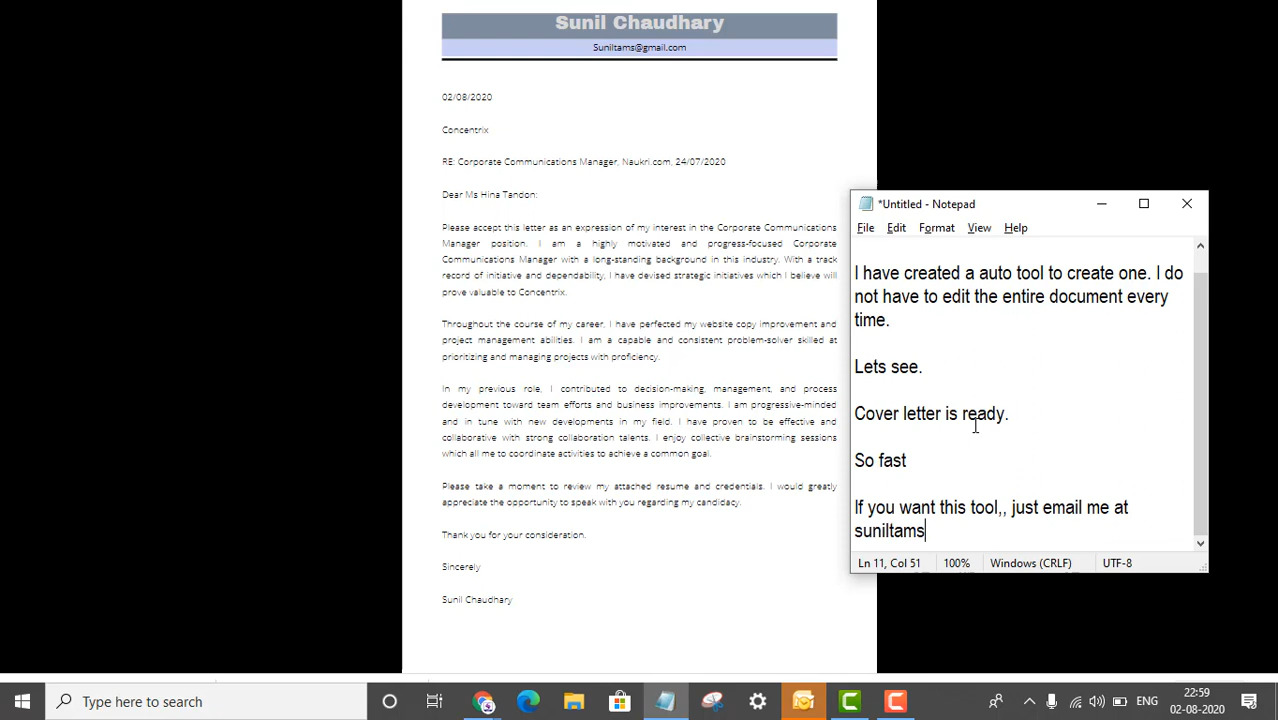 Sunil Chaudhary
Suniltams@gmail.com
02/08/2020
Concentrix
RE: Corporate Communications Manager, Naukri.com, 24/07/2020
Dear Ms Hina Tandon:
Please accept this letter as an expression of my interest in the Corporate Communications
Manager position. I am a highly motivated and progress-focused Corporate
Communications Manager with a long-standing background in this industry. With a track
record of initiative and dependability, I have devised strategic initiatives which I believe will
prove valuable to Concentrix.
Throughout the course of my career, I have perfected my website copy improvement and
project management abilities. I am a capable and consistent problem-solver skilled at
prioritizing and managing projects with proficiency.
In my previous role, I contributed to decision-making, management, and process
development toward team efforts and business improvements. I am progressive-minded
and in tune with new developments in my field. I have proven to be effective and
collaborative with strong collaboration talents. I enjoy collective brainstorming sessions
which all me to coordinate activities to achieve a common goal.
Please take a moment to review my attached resume and credentials. I would greatly
appreciate the opportunity to speak with you regarding my candidacy.
Thank you for your consideration.
Sincerely
Sunil Chaudhary
*Untitled - Notepad
File Edit Format View Help
I have created a auto tool to create one. I do
not have to edit the entire document every
time.
Lets see.
Cover letter is ready.
So fast
If you want this tool,, just email me at
suniltams
Ln 11, Col 51 100% Windows (CRLF) UTF-8
Type here to search
ENG
22:59
02-08-2020